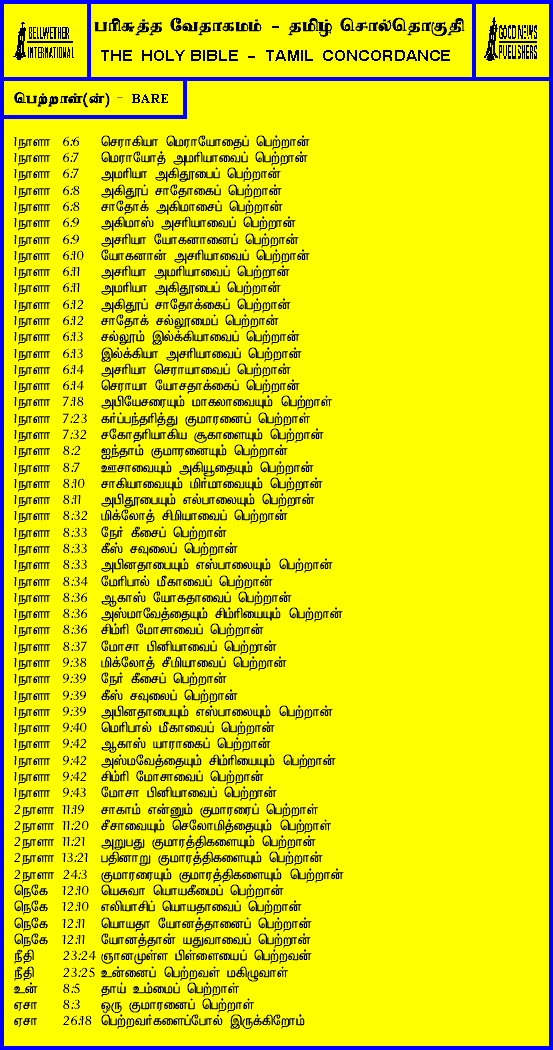 BELLWETHER INTERNATIONAL
பரிசுத்த வேதாகமம் - தமிழ் சொல்தொகுதி
THE HOLY BIBLE - TAMIL CONCORDANCE
GOOD NEWS PUBLISHERS
பெற்றாள்(ன்) - BARE
1நாளா 6:6 செராகியா மெராயோதைப் பெற்றான்
1நாளா 6:7 மெராயோத் அமரியாவைப் பெற்றான்
1நாளா 6:7 அமரியா அகிதூபைப் பெற்றான்
1நாளா 6:8 அகிதூப் சாதோகைப் பெற்றான்
1நாளா 6:8 சாதோக் அகிமாசைப் பெற்றான்
1நாளா 6:9 அகிமாஸ் அசரியாவைப் பெற்றான்
1நாளா 6:9 அசரியா யோகனானைப் பெற்றான்
1நாளா 6:10 யோகனான் அசரியாவைப் பெற்றான்
1நாளா 6:11 அசரியா அமரியாவைப் பெற்றான்
1நாளா 6:11 அமரியா அகிதூபைப் பெற்றான்
1நாளா 6:12 அகிதூப் சாதோக்கைப் பெற்றான்
1நாளா 6:12 சாதோக் சல்லூமைப் பெற்றான்
1நாளா 6:13 சல்லூம் இல்க்கியாவைப் பெற்றான்
1நாளா 6:13 இல்க்கியா அசரியாவைப் பெற்றான்
1நாளா 6:14 அசரியா செராயாவைப் பெற்றான்
1நாளா 6:14 செராயா யோசதாக்கைப் பெற்றான்
1நாளா 7:18 அபியேசரையும் மாகலாவையும் பெற்றாள்
1நாளா 7:23 கர்ப்பந்தரித்து குமாரனைப் பெற்றாள்
1நாளா 7:32 சகோதரியாகிய சூகாளையும் பெற்றான்
1நாளா 8:2 ஐந்தாம் குமாரனையும் பெற்றான்
1நாளா 8:7 ஊசாவையும் அகியூதையும் பெற்றான்
1நாளா 8:10 சாகியாவையும் மிர்மாவையும் பெற்றான்
1நாளா 8:11 அபிதூபையும் எல்பாலையும் பெற்றான்
1நாளா 8:32 மிக்லோத் சிமியாவைப் பெற்றான்
1நாளா 8:33 நேர் கீசைப் பெற்றான்
1நாளா 8:33 கீஸ் சவுலைப் பெற்றான்
1நாளா 8:33 அபினதாபையும் எஸ்பாலையும் பெற்றான்
1நாளா 8:34 மேரிபால் மீகாவைப் பெற்றான்
1நாளா 8:36 ஆகாஸ் யோகதாவைப் பெற்றான்
1நாளா 8:36 அஸ்மாவேத்தையும் சிம்ரியையும் பெற்றான்
1நாளா 8:36 சிம்ரி மோசாவைப் பெற்றான்
1நாளா 8:37 மோசா பினியாவைப் பெற்றான்
1நாளா 9:38 மிக்லோத் சீமியாவைப் பெற்றான்
1நாளா 9:39 நேர் கீசைப் பெற்றான்
1நாளா 9:39 கீஸ் சவுலைப் பெற்றான்
1நாளா 9:39 அபினதாபையும் எஸ்பாலையும் பெற்றான்
1நாளா 9:40 மெரிபால் மீகாவைப் பெற்றான்
1நாளா 9:42 ஆகாஸ் யாராகைப் பெற்றான்
1நாளா 9:42 அஸ்மவேத்தையும் சிம்ரியையும் பெற்றான்
1நாளா 9:42 சிம்ரி மோசாவைப் பெற்றான்
1நாளா 9:43 மோசா பினியாவைப் பெற்றான்
2நாளா 11:19 சாகாம் என்னும் குமாரரைப் பெற்றாள்
2நாளா 11:20 சீசாவையும் செலோமித்தையும் பெற்றாள்
2நாளா 11:21 அறுபது குமாரத்திகளையும் பெற்றான்
2நாளா 13:21 பதினாறு குமாரத்திகளையும் பெற்றான்
2நாளா 24:3 குமாரரையும் குமாரத்திகளையும் பெற்றான்
நெகே 12:10 யெசுவா யொயகீமைப் பெற்றான்
நெகே 12:10 எலியாசிப் யொயதாவைப் பெற்றான்
நெகே 12:11 யொயதா யோனத்தானைப் பெற்றான்
நெகே 12:11 யோனத்தான் யதுவாவைப் பெற்றான்
நீதி 23:24 ஞானமுள்ள பிள்ளையைப் பெற்றவன்
நீதி 23:25 உன்னைப் பெற்றவள் மகிழுவாள்
உன் 8:5 தாய் உம்மைப் பெற்றாள்
ஏசா 8:3 ஒரு குமாரனைப் பெற்றாள்
ஏசா 26:18 பெற்றவர்களைப்போல் இருக்கிறோம்